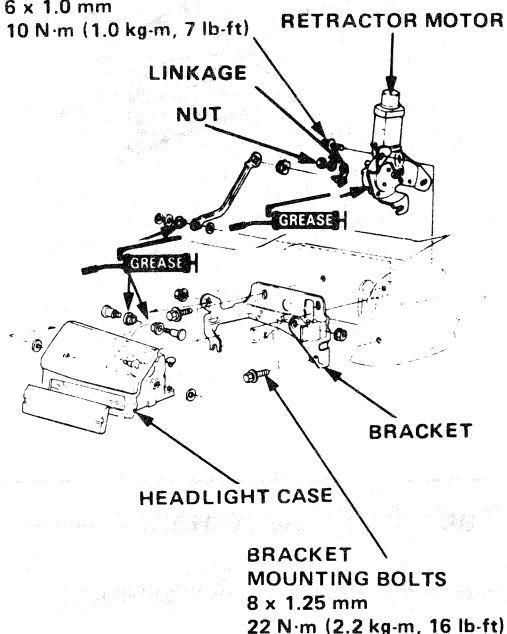 6 x 1.0 mm
10 N·m (1.0 kg-m, 7 lb-ft)
RETRACTOR MOTOR
LINKAGE
NUT
GREASE
GREASE
BRACKET
HEADLIGHT CASE
BRACKET
MOUNTING BOLTS
8 x 1.25 mm
22 N·m (2.2 kg-m, 16 lb-ft)